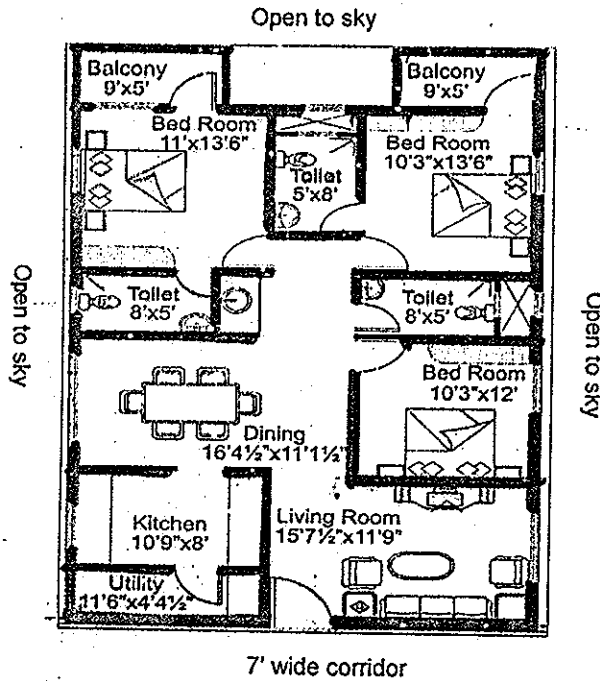 Open to sky
Balcony
9'x5'
Balcony
9'x5'
Bed Room
11'x13'6"
Bed Room
10'3"x13'6"
Toilet
5'x8'
Open to sky
Open to sky
Toilet
8'x5'
Toilet
8'x5'
Bed Room
10'3"x12'
Dining
16'4½"x11'1½"
Kitchen
10'9"x8'
Living Room
15'7½"x11'9"
Utility
11'6"x4'4½"
7' wide corridor